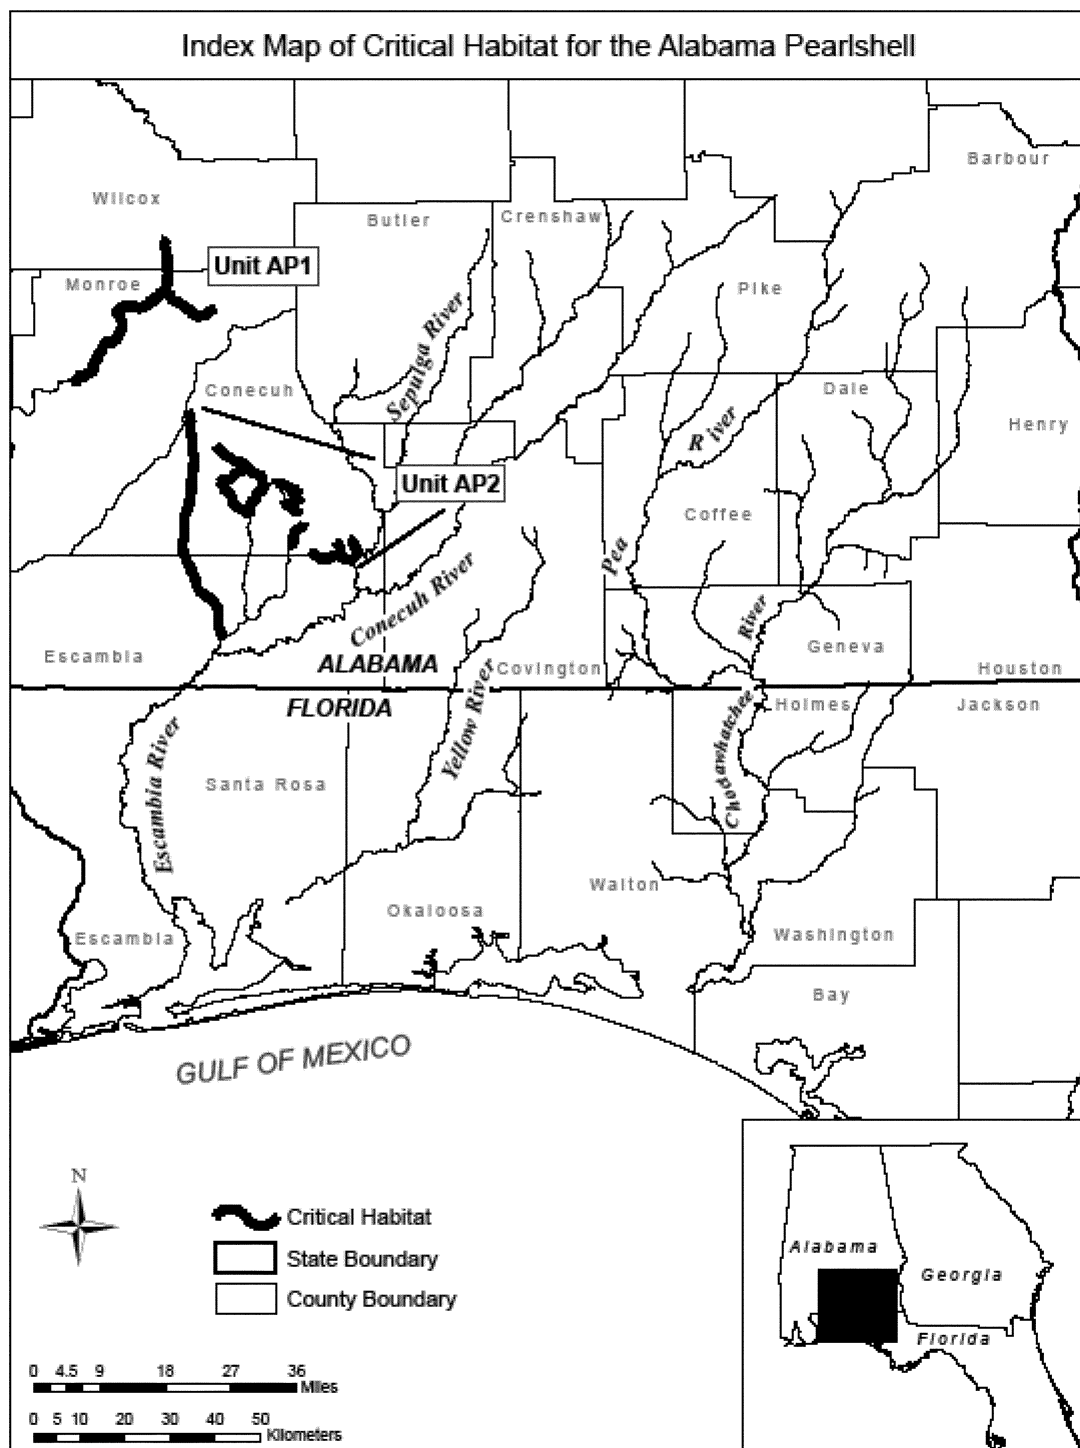 Index Map of Critical Habitat for the Alabama Pearlshell
Barbour
Wilcox
Butler
Crenshaw
Unit AP1
Monroe
Pike
Sepulga River
Conecuh
Dale
River
Henry
Unit AP2
Coffee
Pea
Conecuh River
River
Geneva
Escambia
ALABAMA
Covington
Houston
FLORIDA
Holmes
Jackson
Yellow River
Choctawhatchee
Escambia River
Santa Rosa
Walton
Okaloosa
Escambia
Washington
Bay
GULF OF MEXICO
N
Critical Habitat
State Boundary
County Boundary
Alabama
Georgia
Florida
0 4.5 9 18 27 36
Miles
0 5 10 20 30 40 50
Kilometers